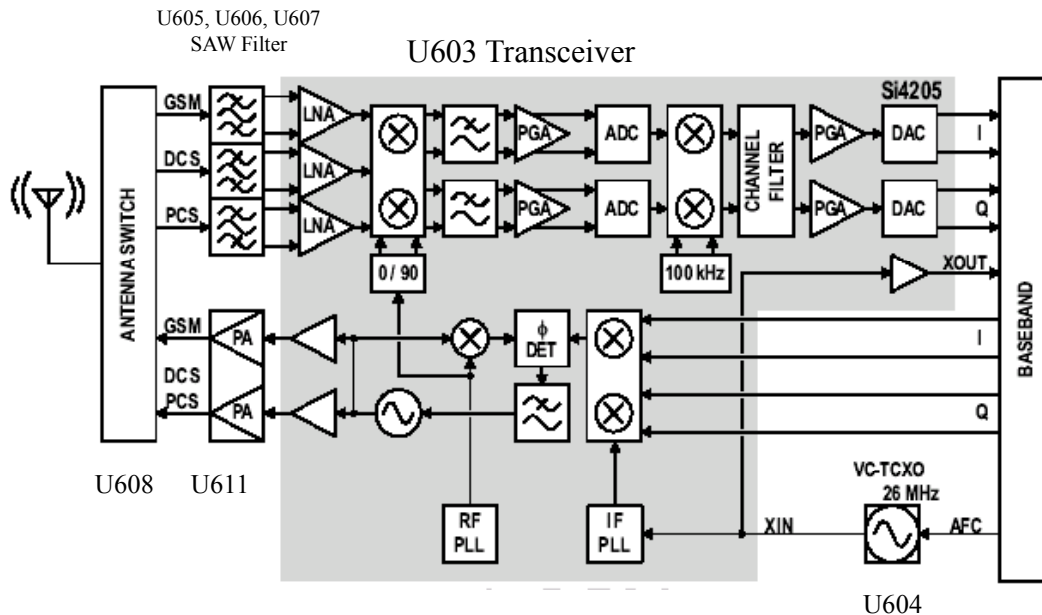 U605, U606, U607
SAW Filter
U603 Transceiver
Si4205
GSM
DCS
PCS
LNA
LNA
LNA
PGA
PGA
ADC
ADC
CHANNEL
FILTER
PGA
PGA
DAC
DAC
I
Q
0 / 90
100 kHz
XOUT
ANTENNA SWITCH
BASEBAND
GSM
DCS
PCS
PA
PA
ϕ
DET
I
Q
U608
U611
RF
PLL
IF
PLL
XIN
VC-TCXO
26 MHz
AFC
U604